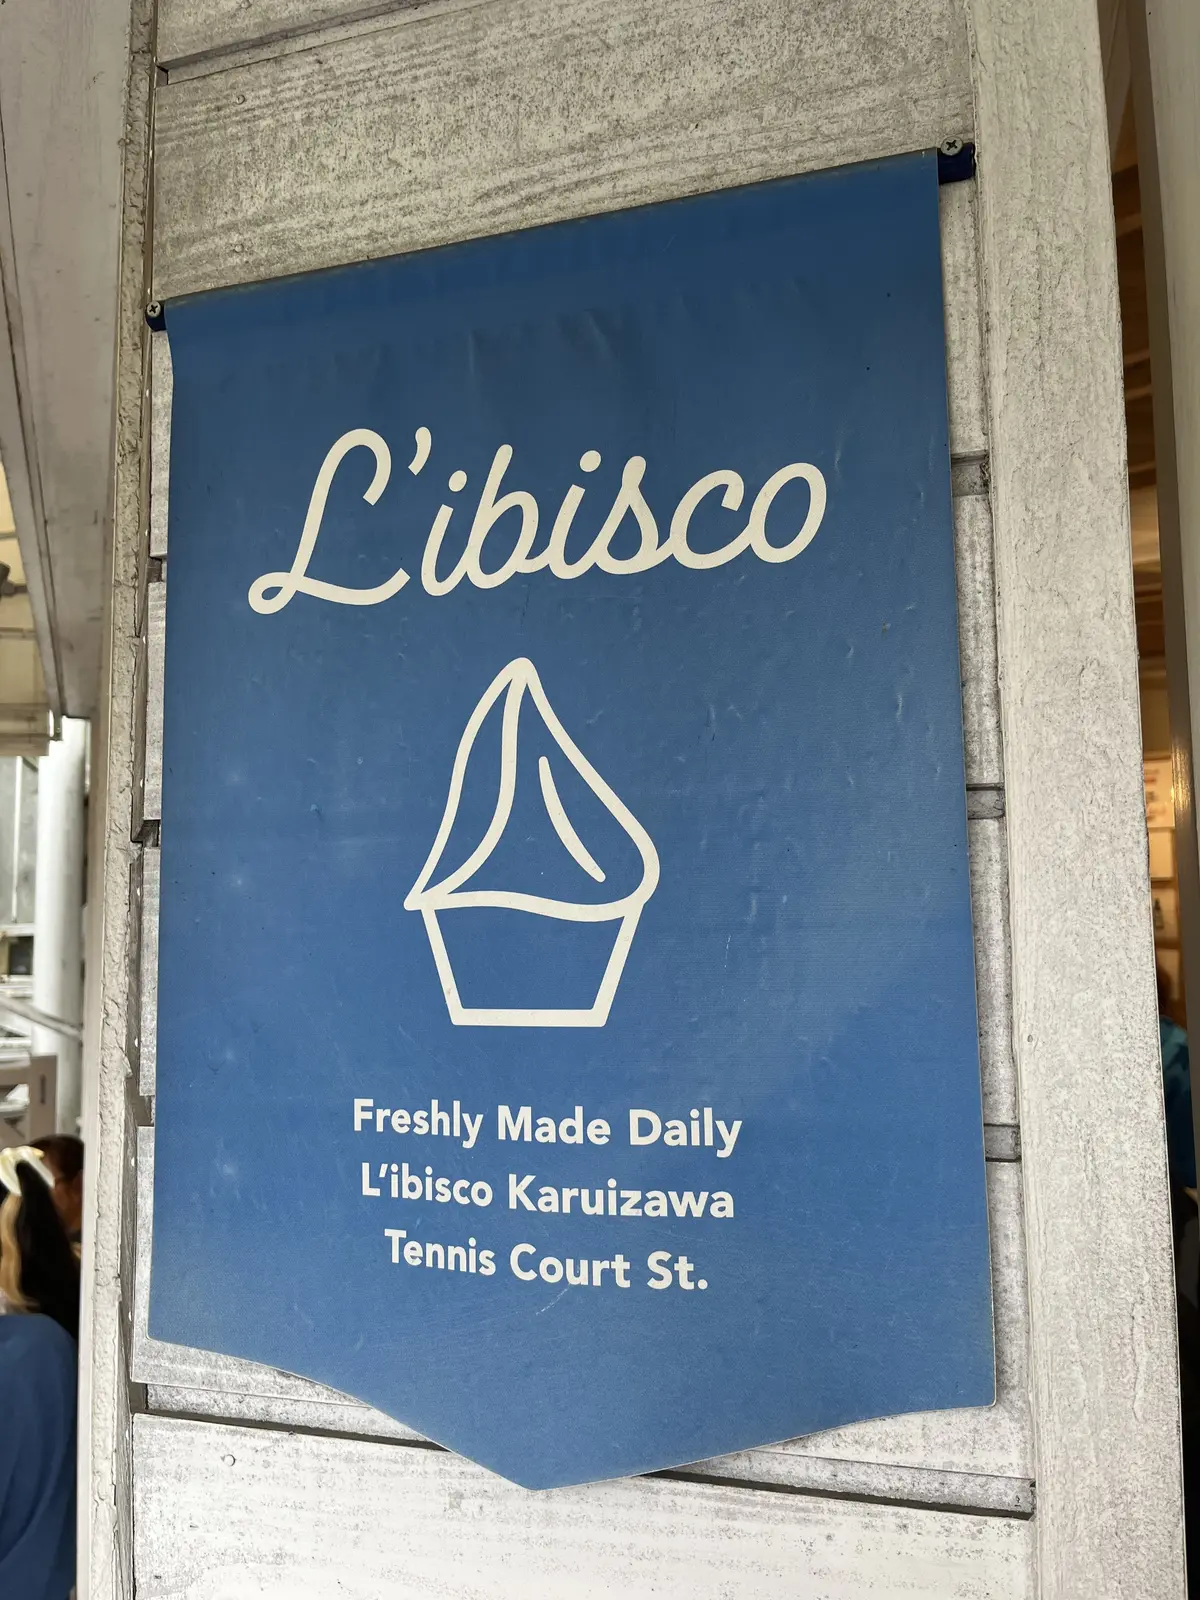 L'ibisco
Freshly Made Daily
L'ibisco Karuizawa
Tennis Court St.